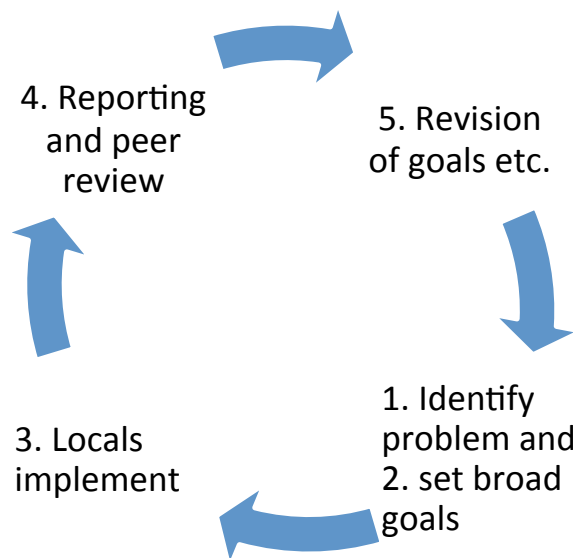 4. Reporting
and peer
review
5. Revision
of goals etc.
1. Identify
problem and
2. set broad
goals
3. Locals
implement